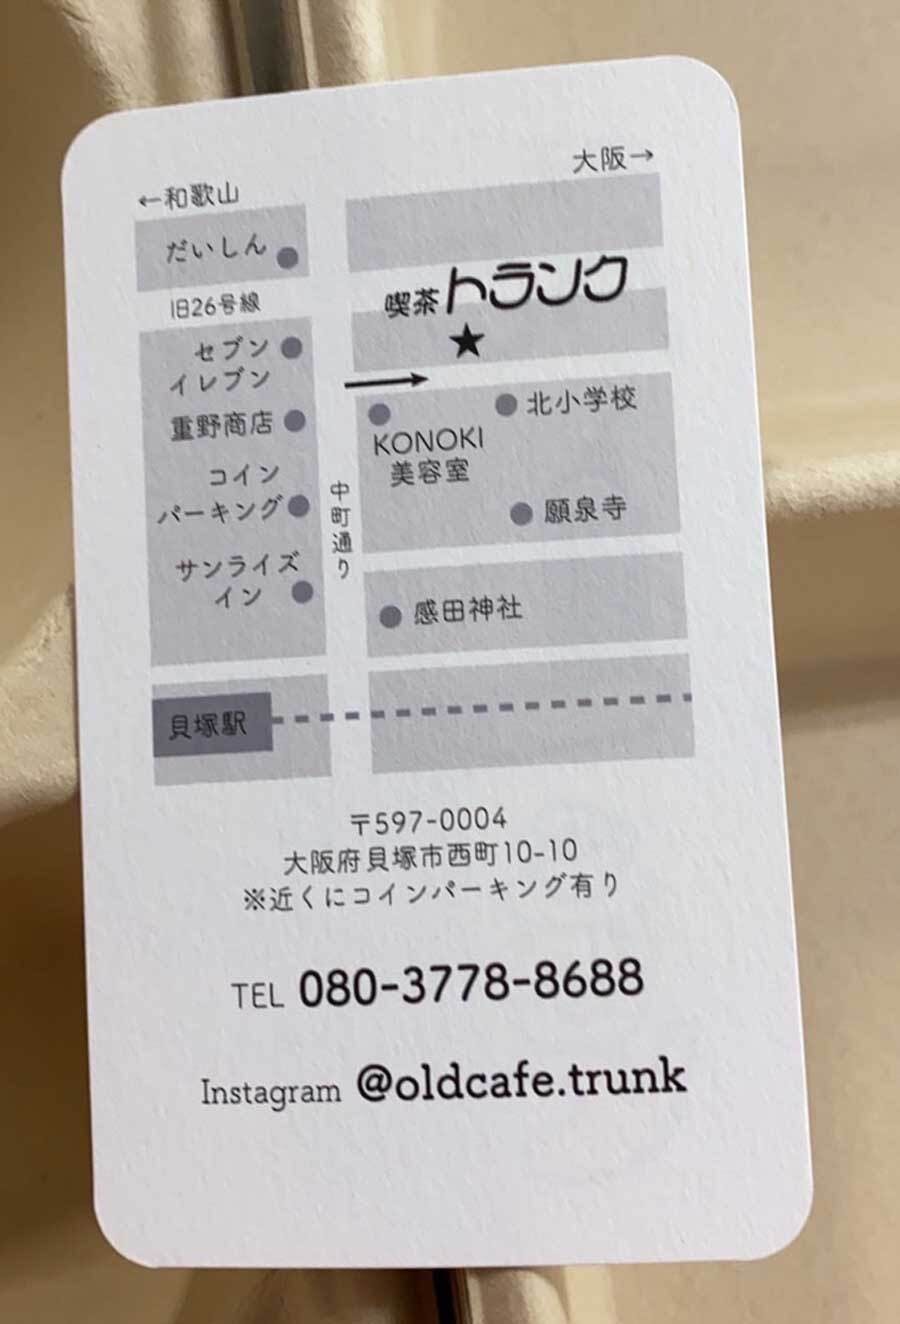 大阪→
←和歌山
だいしん
旧26号線
喫茶トランク
★
セブン
イレブン
重野商店
コイン
パーキング
サンライズ
イン
中町通り
北小学校
KONOKI
美容室
願泉寺
感田神社
貝塚駅
〒597-0004
大阪府貝塚市西町10-10
※近くにコインパーキング有り
TEL 080-3778-8688
Instagram @oldcafe.trunk